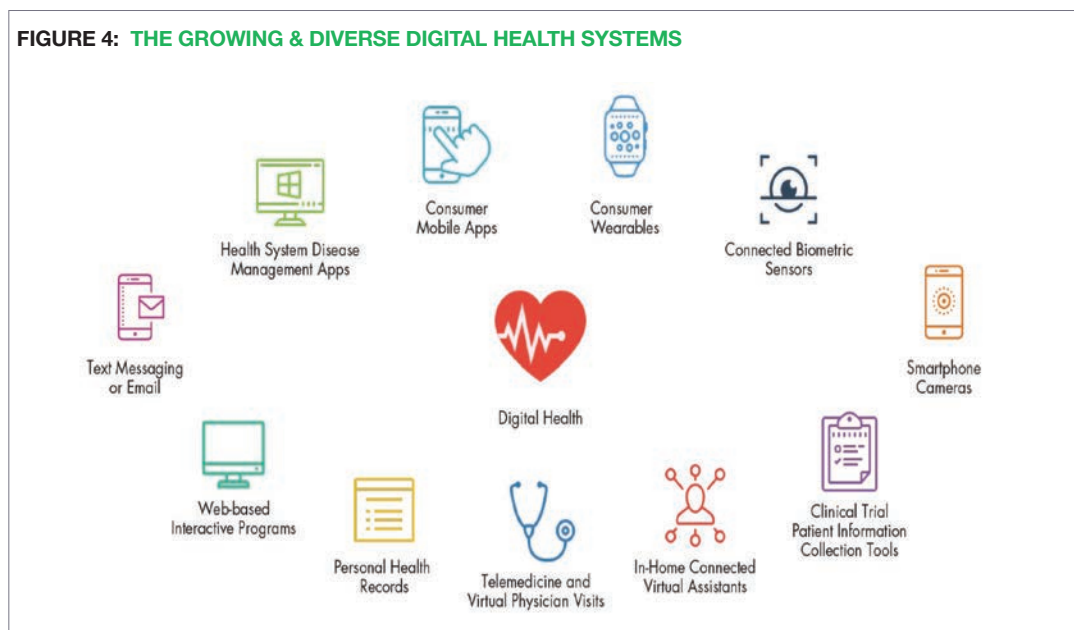 FIGURE 4: THE GROWING & DIVERSE DIGITAL HEALTH SYSTEMS
Consumer
Mobile Apps
Consumer
Wearables
Health System Disease
Management Apps
Connected Biometric
Sensors
Text Messaging
or Email
Smartphone
Cameras
Digital Health
Web-based
Interactive Programs
Clinical Trial
Patient Information
Collection Tools
Personal Health
Records
Telemedicine and
Virtual Physician Visits
In-Home Connected
Virtual Assistants